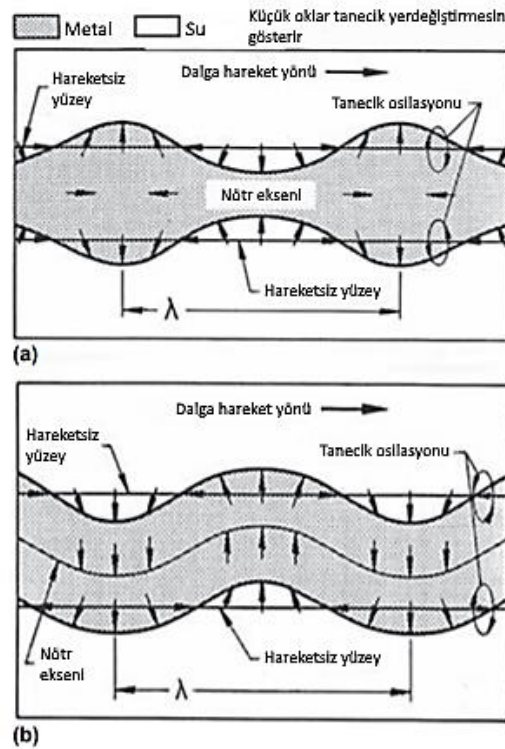 Metal
Su
Küçük oklar tanecik yerdeğiştirmesin
gösterir
Hareketsiz
yüzey
Dalga hareket yönü
Tanecik osilasyonu
Nötr ekseni
Hareketsiz yüzey
λ
(a)
Dalga hareket yönü
Hareketsiz
yüzey
Tanecik osilasyonu
Nötr
ekseni
Hareketsiz yüzey
λ
(b)